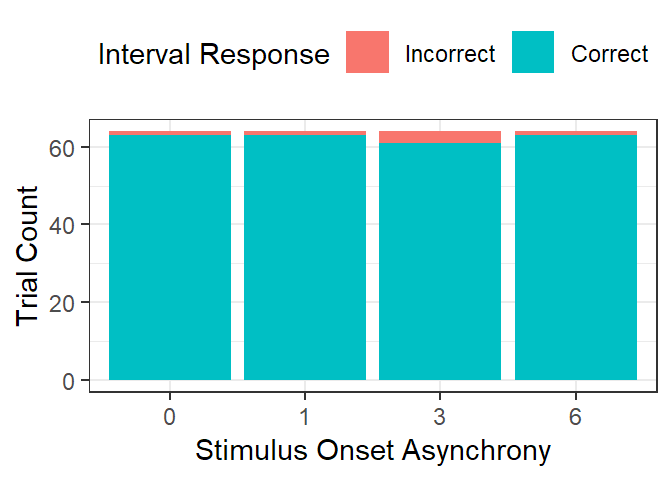 Interval Response Incorrect Correct
Trial Count
60
40
20
0
0 1 3 6
Stimulus Onset Asynchrony